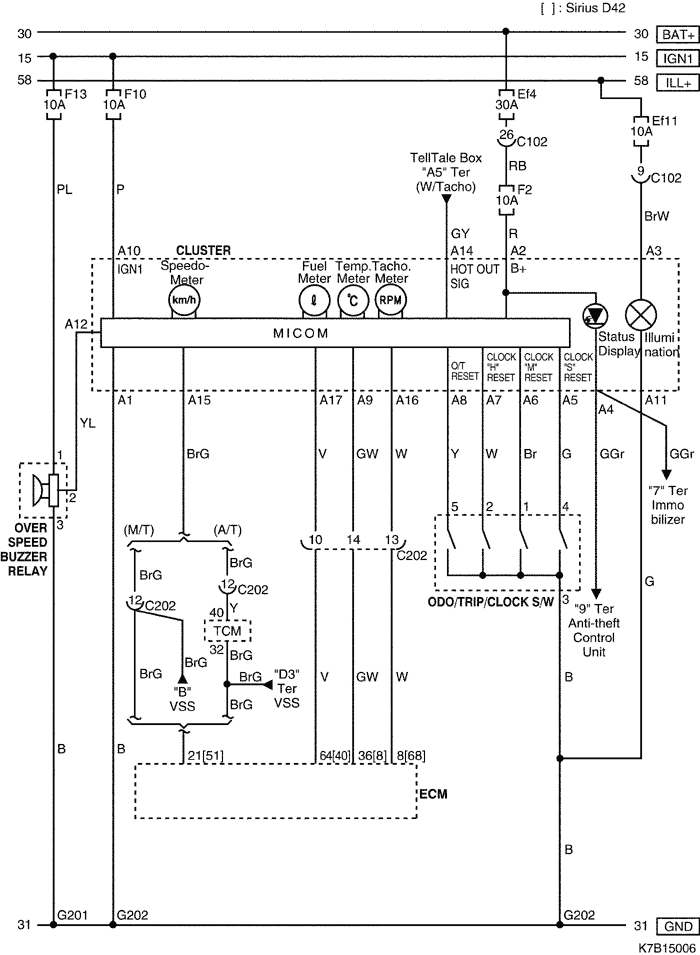 [ ] : Sirius D42
30
30 BAT+
15
15 IGN1
58
58 ILL+
F13
10A
F10
10A
Ef4
30A
Ef11
10A
26 C102
TellTale Box
"A5" Ter
(W/Tacho)
RB
F2
10A
9 C102
PL
P
GY
R
BrW
A10
CLUSTER
A14
A2
A3
IGN1
Speedo-
Meter
Fuel
Meter
Temp.
Meter
Tacho.
Meter
HOT OUT
SIG
B+
km/h
ℓ
°C
RPM
A12
MICOM
Status
Display
Illumi
nation
O/T
RESET
CLOCK
"H"
RESET
CLOCK
"M"
RESET
CLOCK
"S"
RESET
A1
A15
A17
A9
A16
A8
A7
A6
A5
A4
A11
YL
BrG
V
GW
W
Y
W
Br
G
GGr
GGr
1
2
3
OVER
SPEED
BUZZER
RELAY
"7" Ter
Immo
bilizer
5
2
1
4
(M/T)
(A/T)
10
14
13
C202
BrG
BrG
12 C202
12 C202
Y
40
TCM
32
G
ODO/TRIP/CLOCK S/W
3
"9" Ter
Anti-theft
Control
Unit
BrG
BrG
BrG
BrG
BrG
"B"
VSS
"D3"
Ter
VSS
V
GW
W
B
B
B
21[51]
64[40]
36[8]
8[68]
ECM
B
31
G201
G202
G202
31 GND
K7B15006